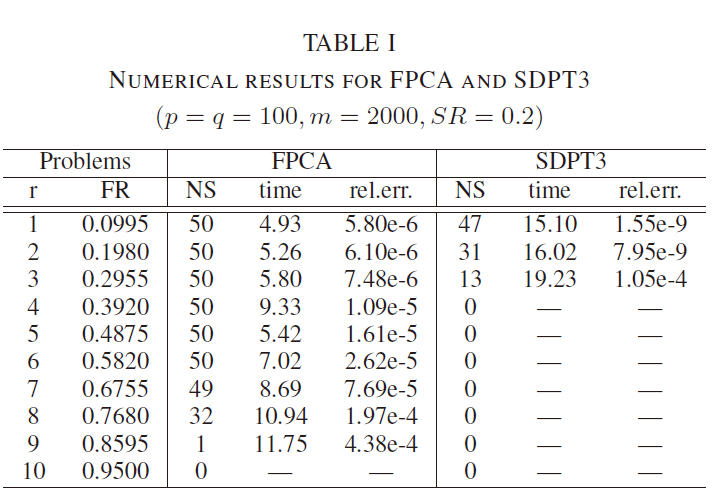 TABLE I
NUMERICAL RESULTS FOR FPCA AND SDPT3
(p = q = 100, m = 2000, SR = 0.2)
Problems FPCA SDPT3
r FR NS time rel.err. NS time rel.err.
1 0.0995 50 4.93 5.80e-6 47 15.10 1.55e-9
2 0.1980 50 5.26 6.10e-6 31 16.02 7.95e-9
3 0.2955 50 5.80 7.48e-6 13 19.23 1.05e-4
4 0.3920 50 9.33 1.09e-5 0 — —
5 0.4875 50 5.42 1.61e-5 0 — —
6 0.5820 50 7.02 2.62e-5 0 — —
7 0.6755 49 8.69 7.69e-5 0 — —
8 0.7680 32 10.94 1.97e-4 0 — —
9 0.8595 1 11.75 4.38e-4 0 — —
10 0.9500 0 — — 0 — —